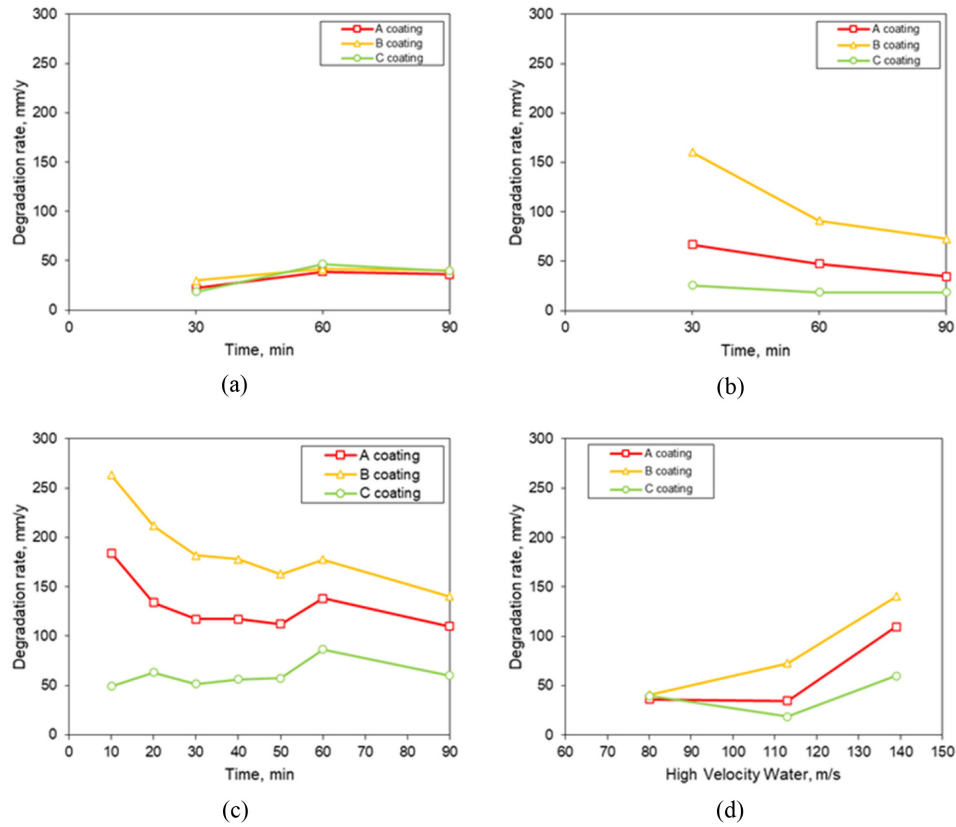 300
250
200
150
100
50
0
Degradation rate, mm/y
A coating
B coating
C coating
0 30 60 90
Time, min
(a)
300
250
200
150
100
50
0
Degradation rate, mm/y
A coating
B coating
C coating
0 30 60 90
Time, min
(b)
300
250
200
150
100
50
0
Degradation rate, mm/y
A coating
B coating
C coating
0 10 20 30 40 50 60 70 80 90
Time, min
(c)
300
250
200
150
100
50
0
Degradation rate, mm/y
A coating
B coating
C coating
60 70 80 90 100 110 120 130 140 150
High Velocity Water, m/s
(d)